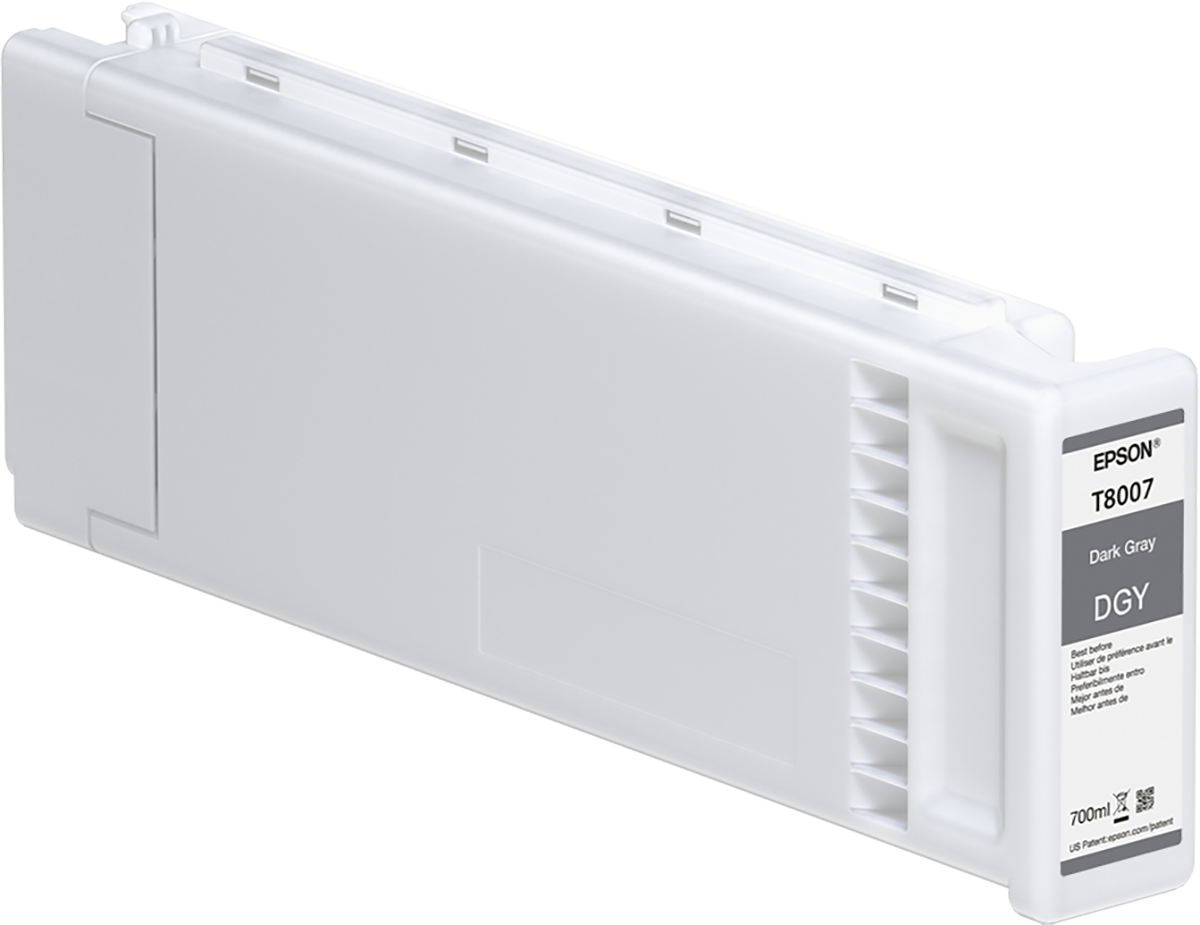 EPSON®
T8007
Dark Gray
DGY
Best before
Utiliser de préférence avant le
Haltbar bis
Preferibilmente entro
Mejor antes de
Melhor antes de
700ml
US Patent:epson.com/patent